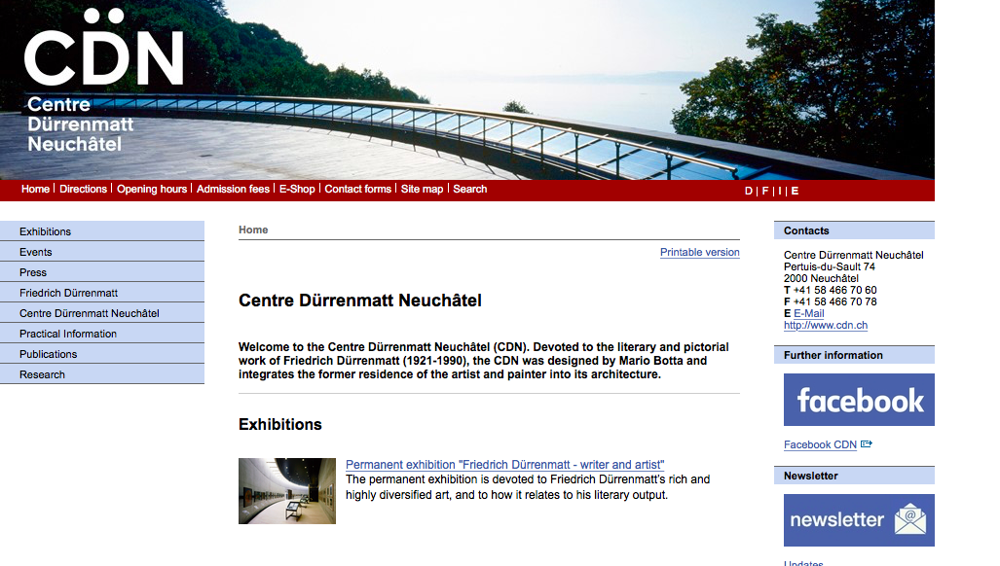 CDN
Centre
Dürrenmatt
Neuchâtel
Home | Directions | Opening hours | Admission fees | E-Shop | Contact forms | Site map | Search
D | F | I | E
Exhibitions
Events
Press
Friedrich Dürrenmatt
Centre Dürrenmatt Neuchâtel
Practical Information
Publications
Research
Home
Printable version
Centre Dürrenmatt Neuchâtel
Welcome to the Centre Dürrenmatt Neuchâtel (CDN). Devoted to the literary and pictorial
work of Friedrich Dürrenmatt (1921-1990), the CDN was designed by Mario Botta and
integrates the former residence of the artist and painter into its architecture.
Exhibitions
Permanent exhibition "Friedrich Dürrenmatt - writer and artist"
The permanent exhibition is devoted to Friedrich Dürrenmatt's rich and
highly diversified art, and to how it relates to his literary output.
Contacts
Centre Dürrenmatt Neuchâtel
Pertuis-du-Sault 74
2000 Neuchâtel
T +41 58 466 70 60
F +41 58 466 70 78
E E-Mail
http://www.cdn.ch
Further information
facebook
Facebook CDN
Newsletter
newsletter
Updates